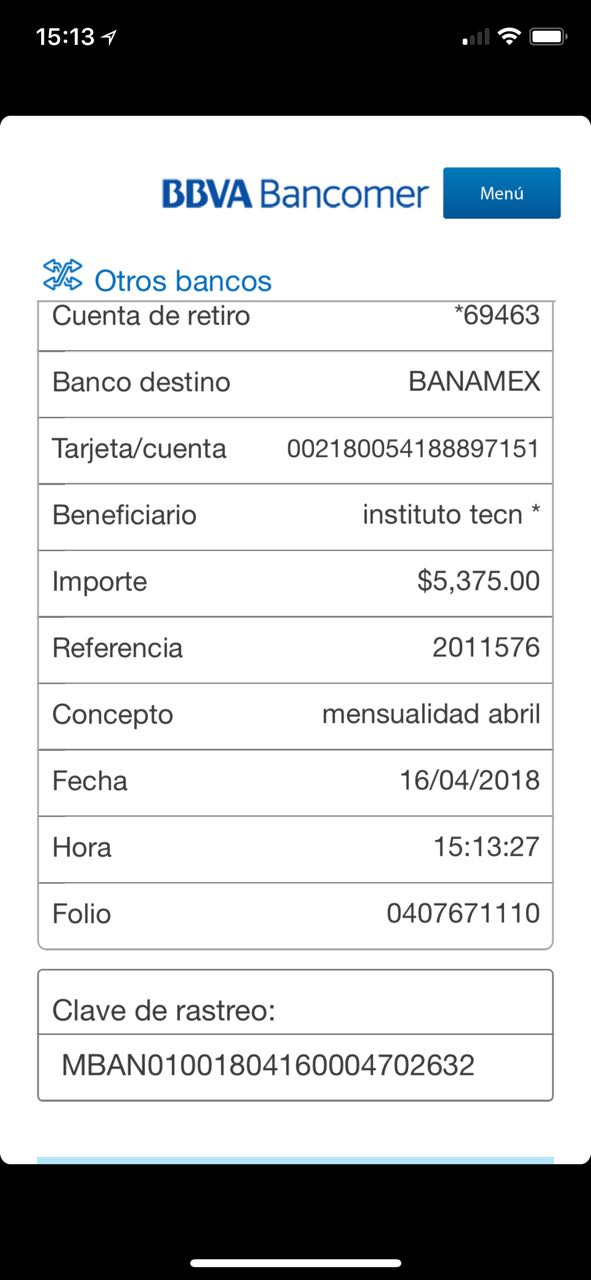 15:13
BBVA Bancomer
Menú
Otros bancos
Cuenta de retiro *69463
Banco destino BANAMEX
Tarjeta/cuenta 002180054188897151
Beneficiario instituto tecn *
Importe $5,375.00
Referencia 2011576
Concepto mensualidad abril
Fecha 16/04/2018
Hora 15:13:27
Folio 0407671110
Clave de rastreo:
MBAN01001804160004702632